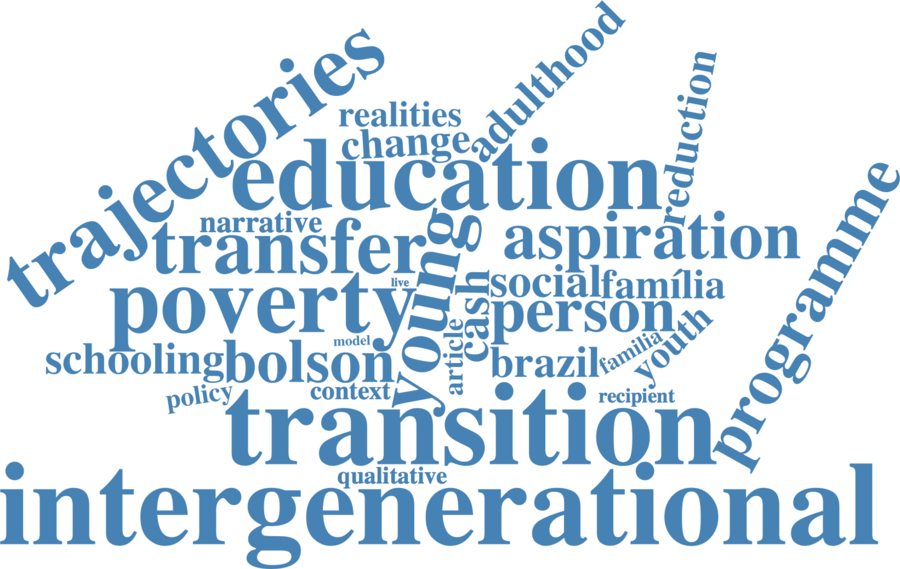 trajectories
adulthood
realities
change
reduction
education
narrative
transfer
young
aspiration
programme
live
poverty
cash
social
família
person
model
article
schooling
bolson
brazil
familia
youth
policy
context
recipient
transition
qualitative
intergenerational